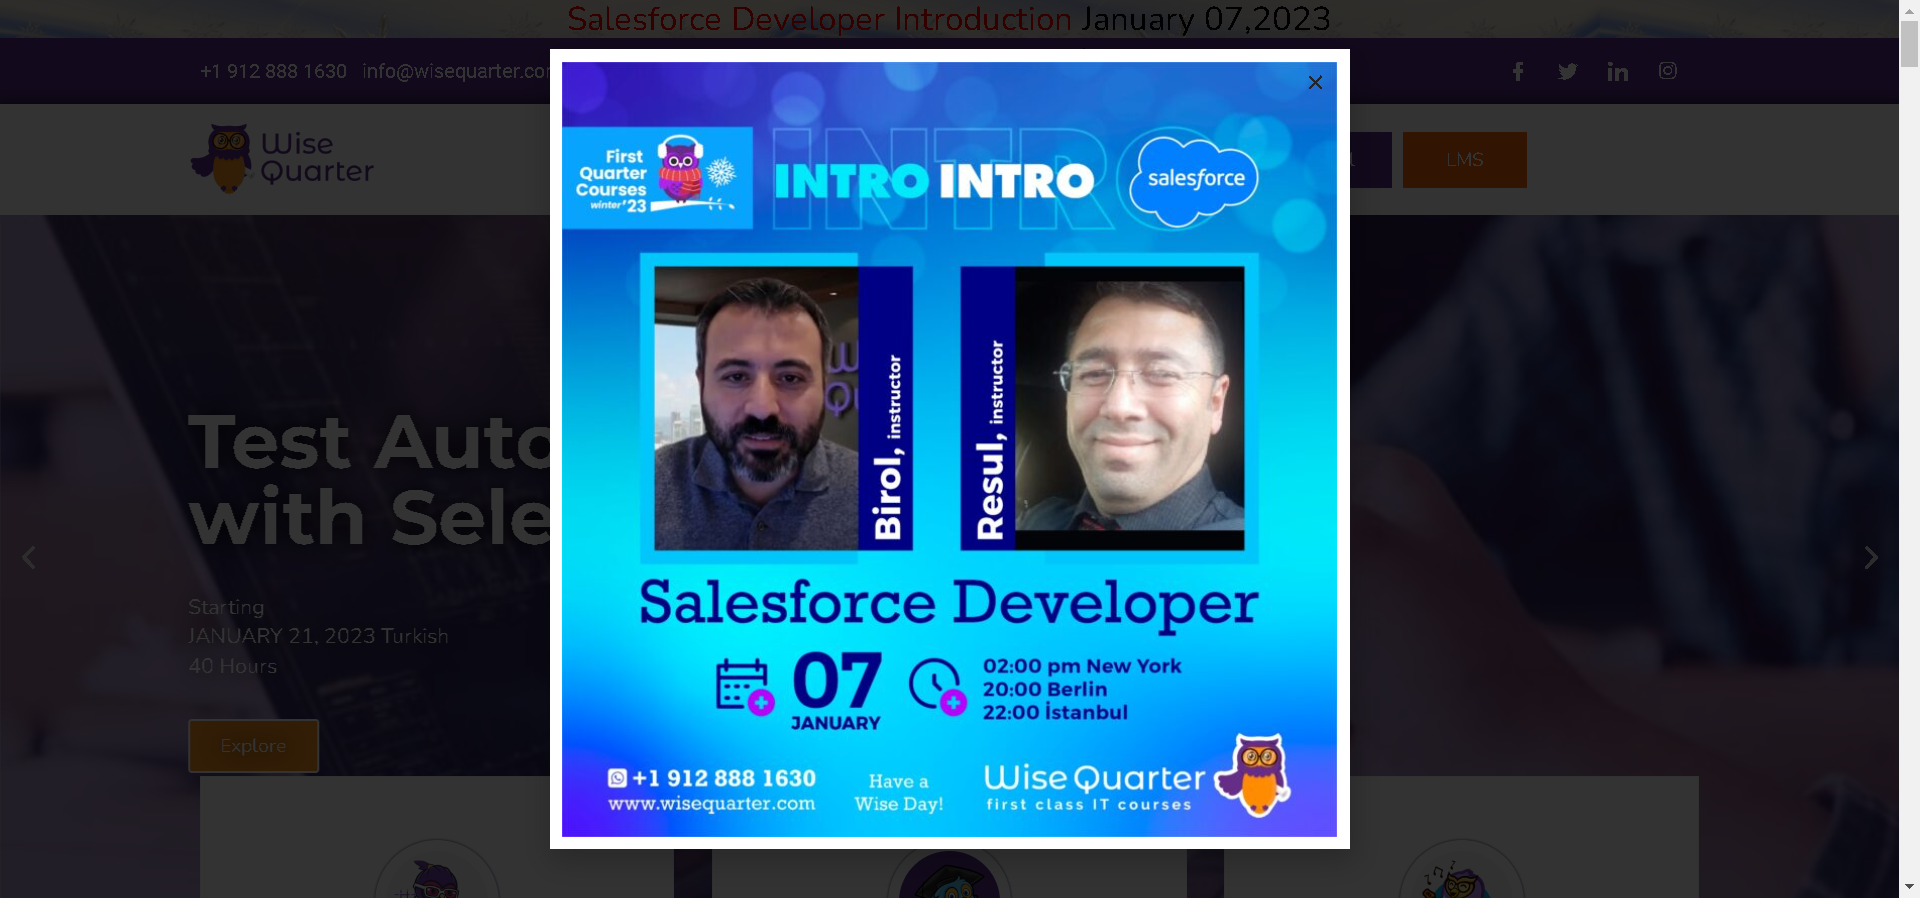 Salesforce Developer Introduction January 07,2023
+1 912 888 1630 info@wisequarter.com
Wise
Quarter
LMS
First
Quarter
Courses
winter'23
INTRO
INTRO INTRO
salesforce
Birol, instructor
Resul, instructor
Test Auto
with Sele
Starting
JANUARY 21, 2023 Turkish
40 Hours
Explore
Salesforce Developer
07
JANUARY
02:00 pm New York
20:00 Berlin
22:00 İstanbul
+1 912 888 1630
www.wisequarter.com
Have a
Wise Day!
Wise Quarter
first class IT courses